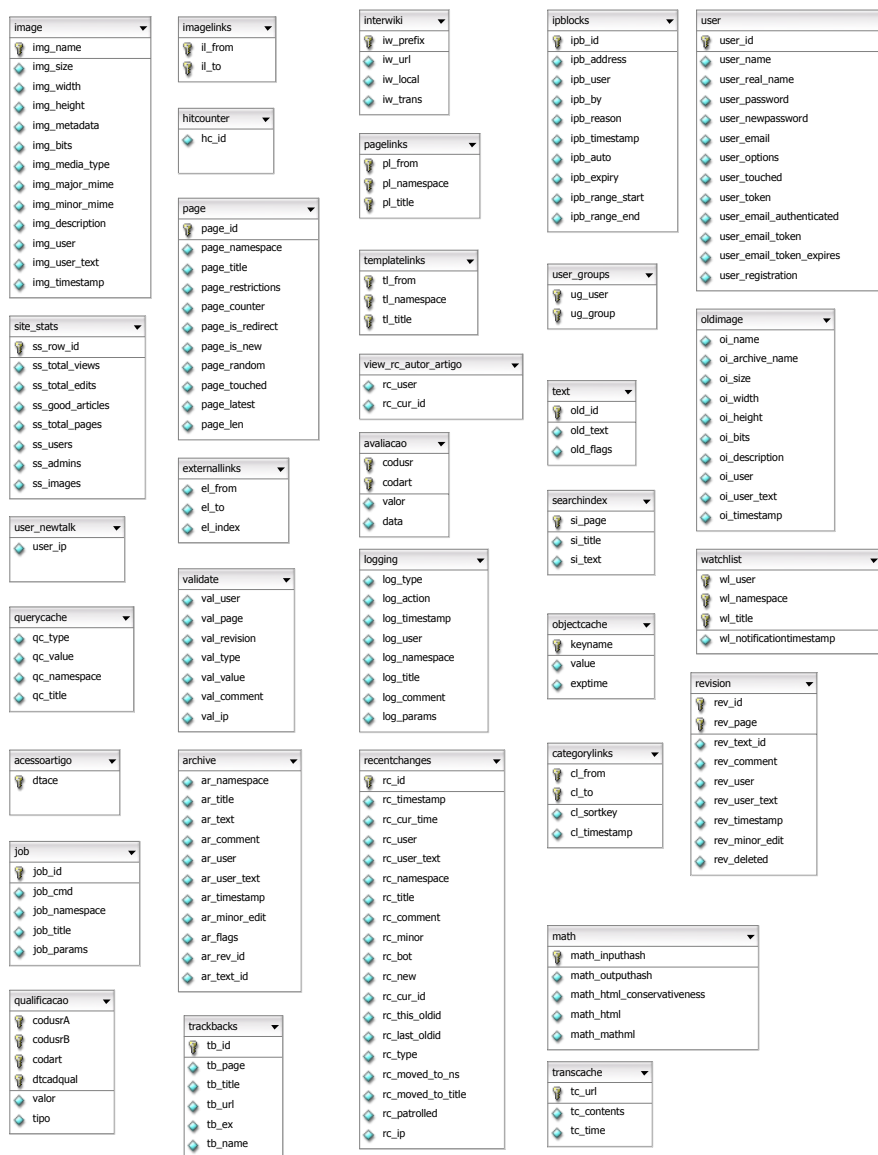 image
img_name
img_size
img_width
img_height
img_metadata
img_bits
img_media_type
img_major_mime
img_minor_mime
img_description
img_user
img_user_text
img_timestamp
site_stats
ss_row_id
ss_total_views
ss_total_edits
ss_good_articles
ss_total_pages
ss_users
ss_admins
ss_images
user_newtalk
user_ip
querycache
qc_type
qc_value
qc_namespace
qc_title
acessoartigo
dtace
job
job_id
job_cmd
job_namespace
job_title
job_params
qualificacao
codusrA
codusrB
codart
dtcadqual
valor
tipo
imagelinks
il_from
il_to
hitcounter
hc_id
page
page_id
page_namespace
page_title
page_restrictions
page_counter
page_is_redirect
page_is_new
page_random
page_touched
page_latest
page_len
externallinks
el_from
el_to
el_index
validate
val_user
val_page
val_revision
val_type
val_value
val_comment
val_ip
archive
ar_namespace
ar_title
ar_text
ar_comment
ar_user
ar_user_text
ar_timestamp
ar_minor_edit
ar_flags
ar_rev_id
ar_text_id
trackbacks
tb_id
tb_page
tb_title
tb_url
tb_ex
tb_name
interwiki
iw_prefix
iw_url
iw_local
iw_trans
pagelinks
pl_from
pl_namespace
pl_title
templatelinks
tl_from
tl_namespace
tl_title
view_rc_autor_artigo
rc_user
rc_cur_id
avaliacao
codusr
codart
valor
data
logging
log_type
log_action
log_timestamp
log_user
log_namespace
log_title
log_comment
log_params
recentchanges
rc_id
rc_timestamp
rc_cur_time
rc_user
rc_user_text
rc_namespace
rc_title
rc_comment
rc_minor
rc_bot
rc_new
rc_cur_id
rc_this_oldid
rc_last_oldid
rc_type
rc_moved_to_ns
rc_moved_to_title
rc_patrolled
rc_ip
ipblocks
ipb_id
ipb_address
ipb_user
ipb_by
ipb_reason
ipb_timestamp
ipb_auto
ipb_expiry
ipb_range_start
ipb_range_end
user_groups
ug_user
ug_group
text
old_id
old_text
old_flags
searchindex
si_page
si_title
si_text
objectcache
keyname
value
exptime
categorylinks
cl_from
cl_to
cl_sortkey
cl_timestamp
math
math_inputhash
math_outputhash
math_html_conservativeness
math_html
math_mathml
transcache
tc_url
tc_contents
tc_time
user
user_id
user_name
user_real_name
user_password
user_newpassword
user_email
user_options
user_touched
user_token
user_email_authenticated
user_email_token
user_email_token_expires
user_registration
oldimage
oi_name
oi_archive_name
oi_size
oi_width
oi_height
oi_bits
oi_description
oi_user
oi_user_text
oi_timestamp
watchlist
wl_user
wl_namespace
wl_title
wl_notificationtimestamp
revision
rev_id
rev_page
rev_text_id
rev_comment
rev_user
rev_user_text
rev_timestamp
rev_minor_edit
rev_deleted